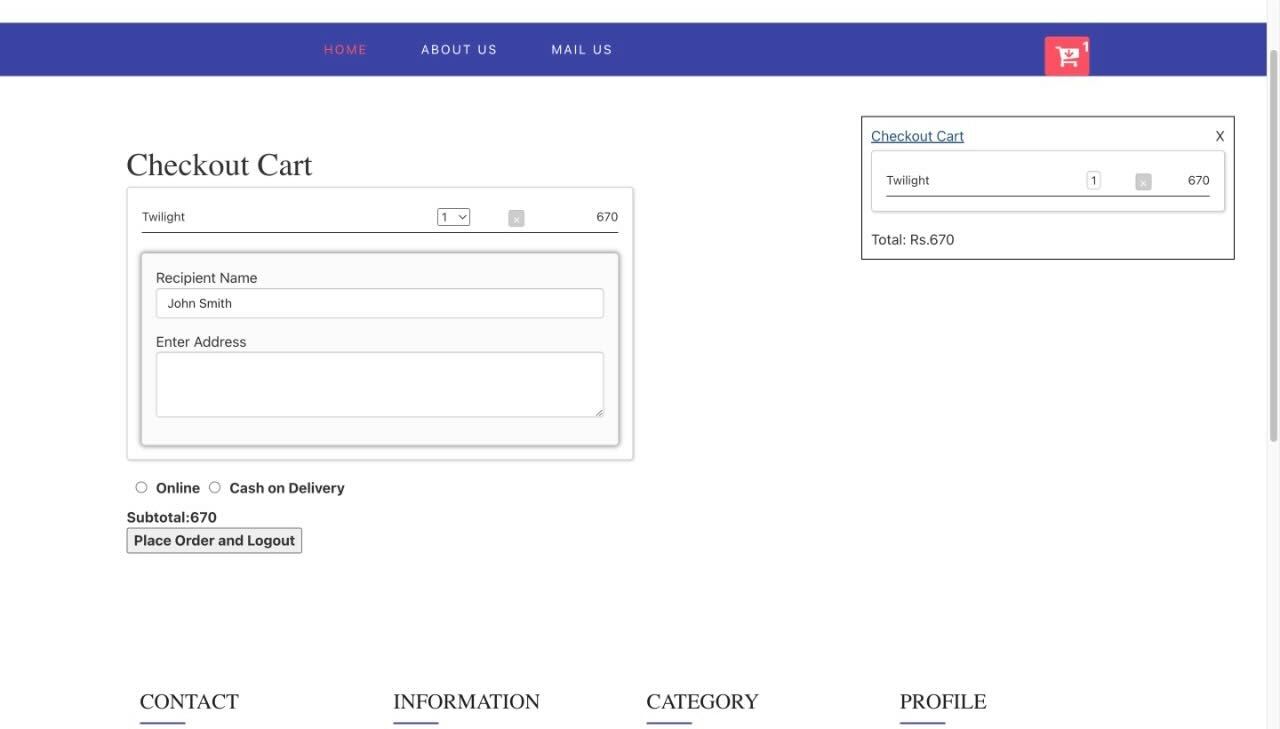 HOME ABOUT US MAIL US 1
Checkout Cart X
Twilight 1 x 670
Total: Rs.670
Checkout Cart
Twilight 1 x 670
Recipient Name
John Smith
Enter Address
Online Cash on Delivery
Subtotal:670
Place Order and Logout
CONTACT INFORMATION CATEGORY PROFILE